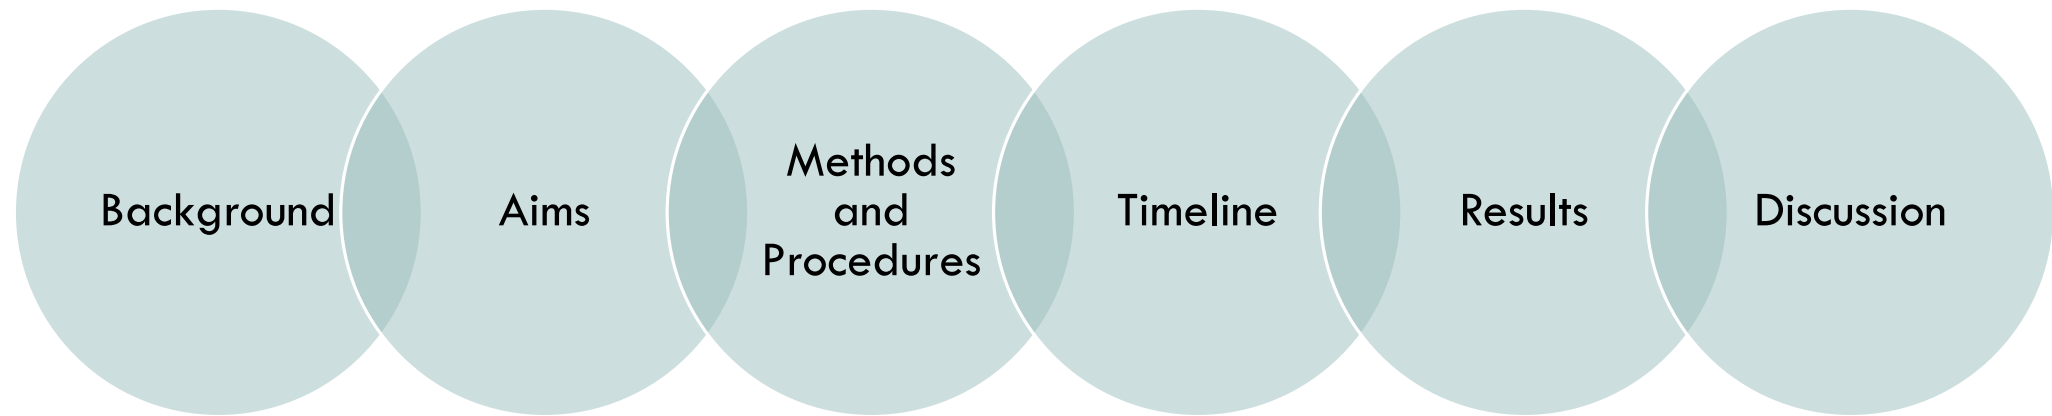 Background
Aims
Methods
and
Procedures
Timeline
Results
Discussion